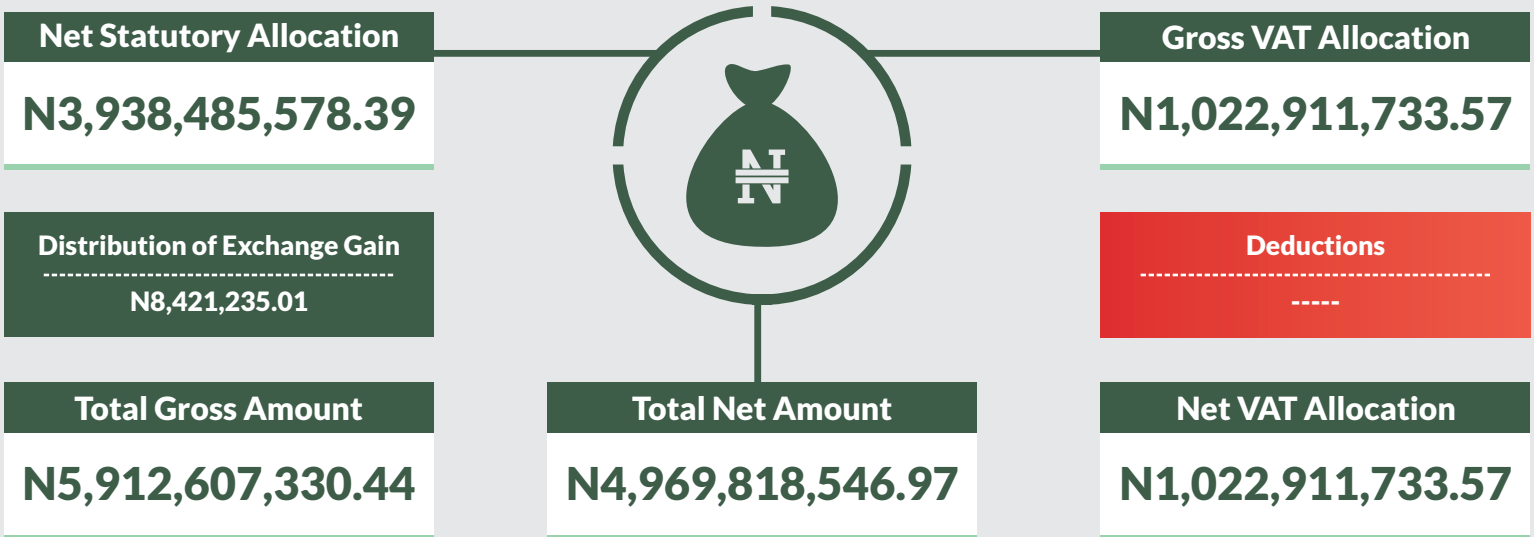 Net Statutory Allocation
N3,938,485,578.39
Gross VAT Allocation
N1,022,911,733.57
₦
Distribution of Exchange Gain
----------------------------------------
N8,421,235.01
Deductions
----------------------------------------
-----
Total Gross Amount
N5,912,607,330.44
Total Net Amount
N4,969,818,546.97
Net VAT Allocation
N1,022,911,733.57